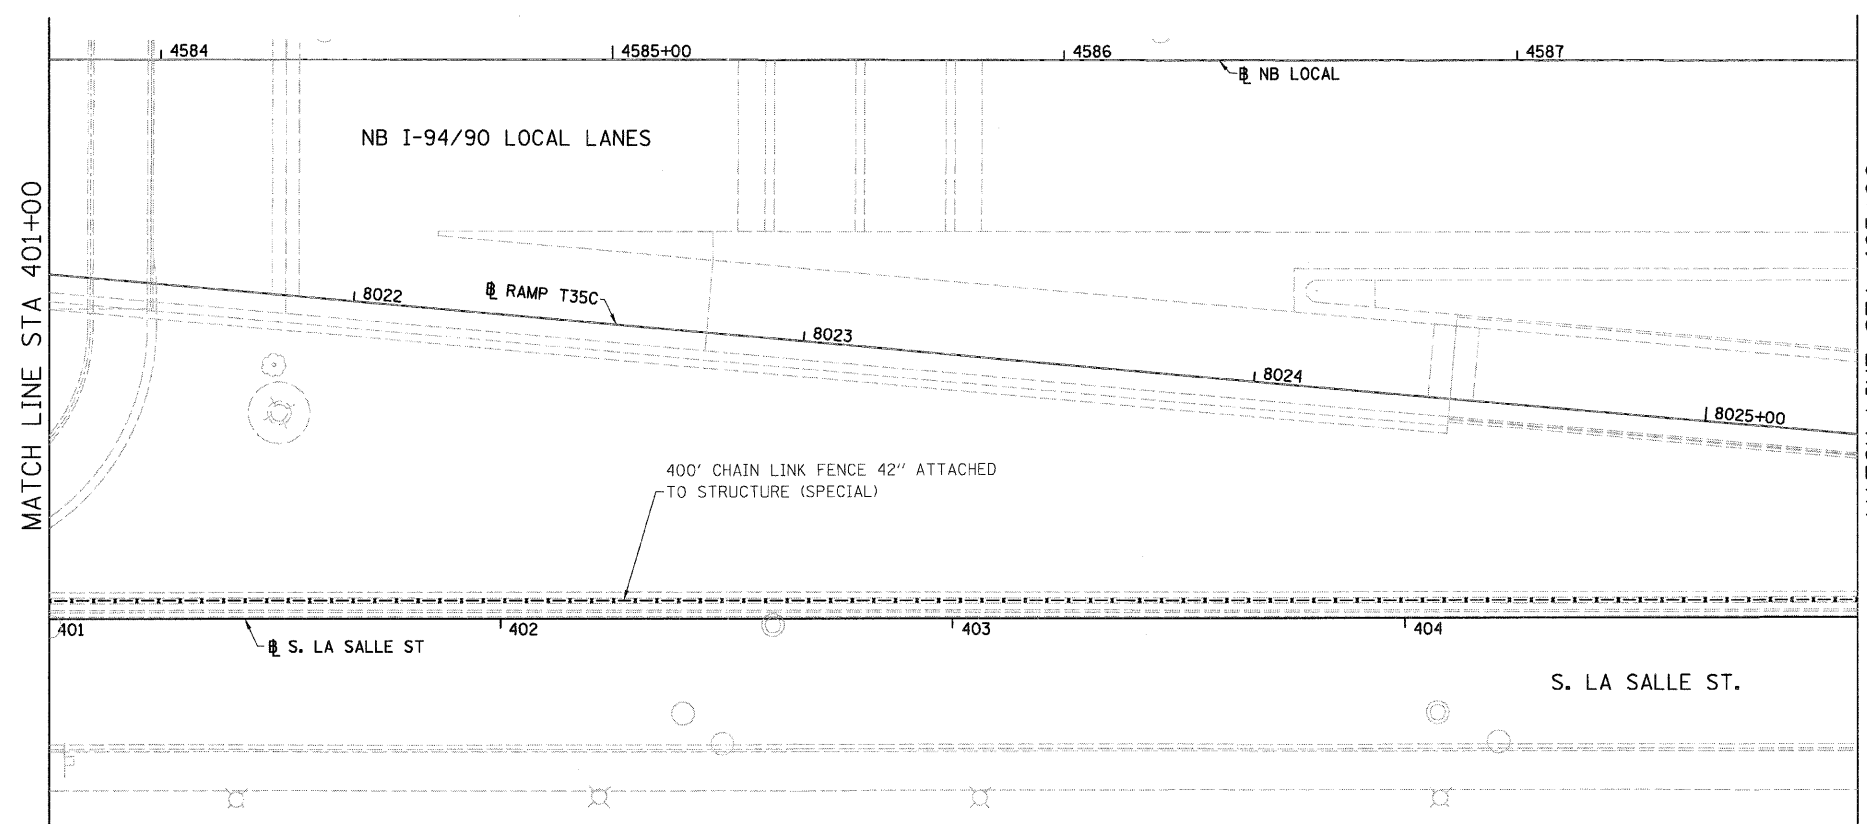 4584
4585+00
4586
4587
℄ NB LOCAL
NB I-94/90 LOCAL LANES
MATCH LINE STA 401+00
8022
℄ RAMP T35C
8023
8024
8025+00
400' CHAIN LINK FENCE 42" ATTACHED
TO STRUCTURE (SPECIAL)
401
402
403
404
℄ S. LA SALLE ST
S. LA SALLE ST.